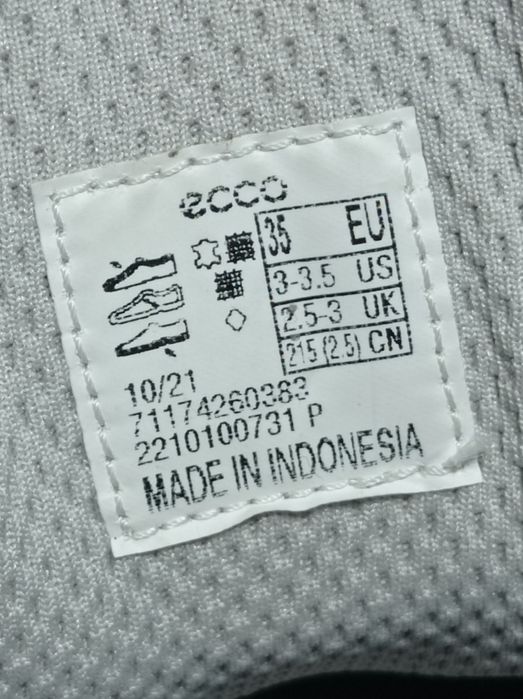 ecco
35 EU
3-3.5 US
2.5-3 UK
215 (2.5) CN
10/21
71174260383
2210100731 P
MADE IN INDONESIA